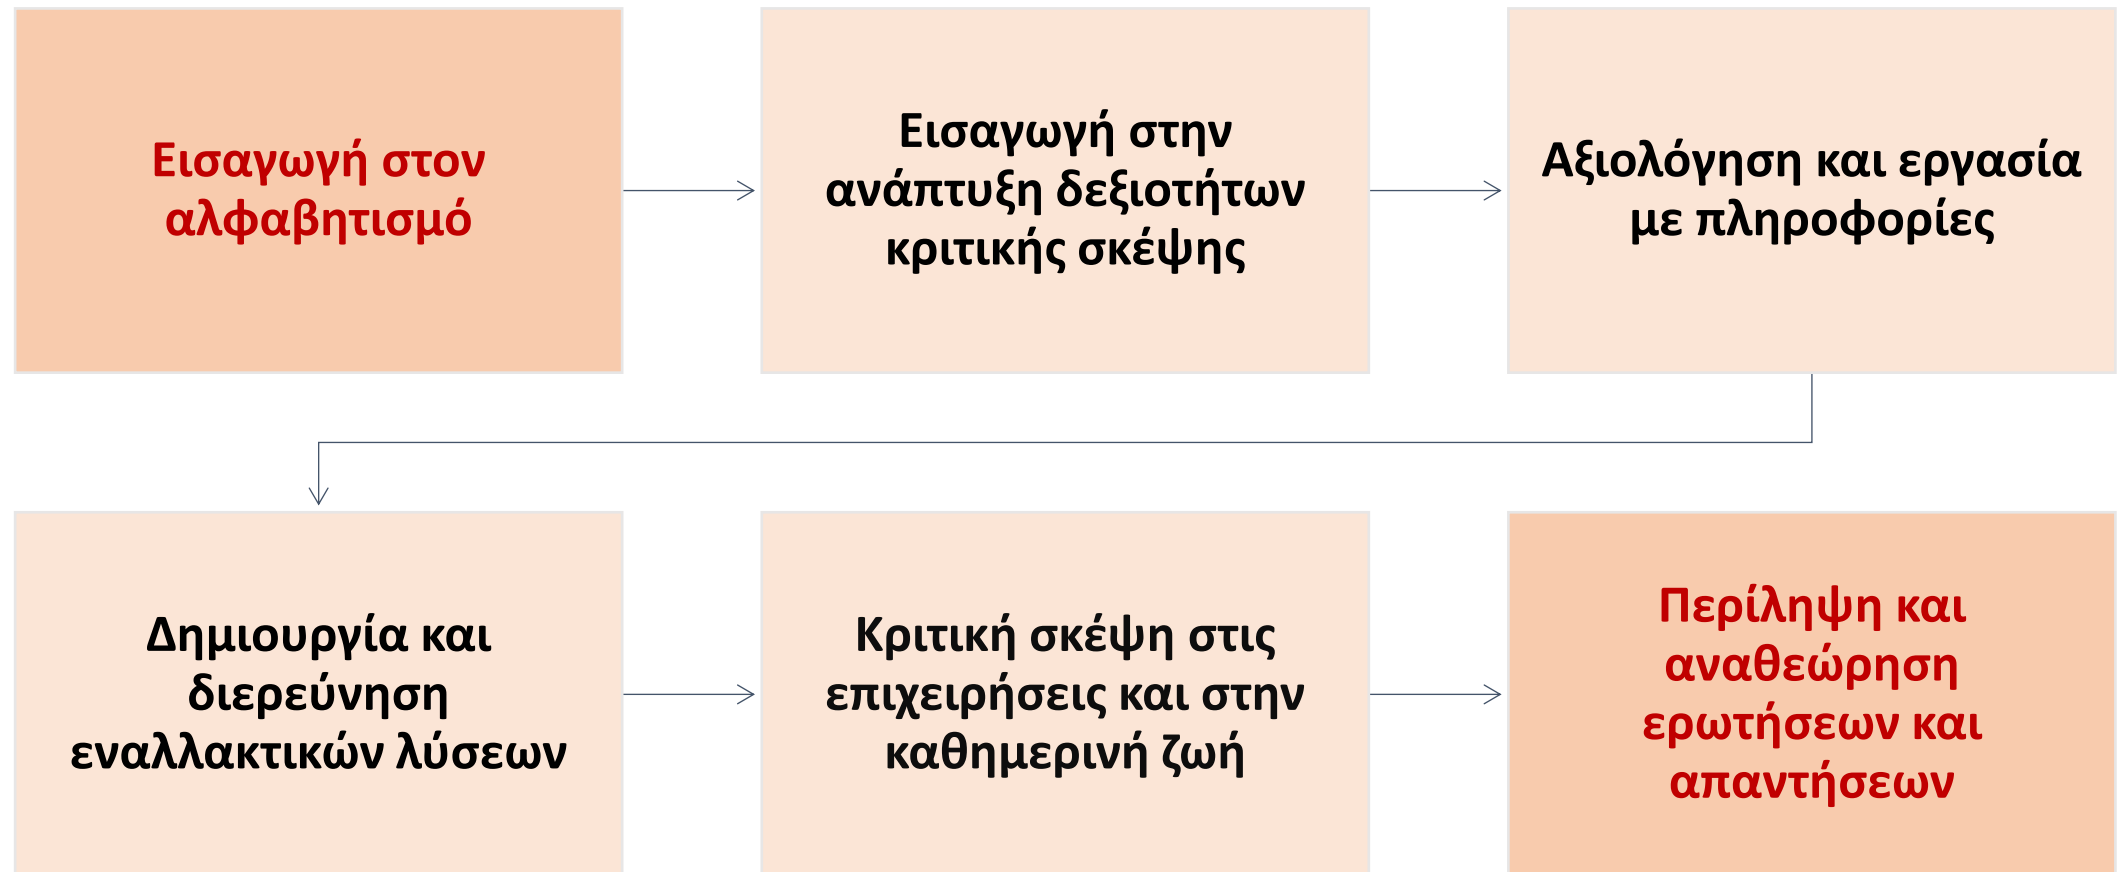 Εισαγωγή στον
αλφαβητισμό
Εισαγωγή στην
ανάπτυξη δεξιοτήτων
κριτικής σκέψης
Αξιολόγηση και εργασία
με πληροφορίες
Δημιουργία και
διερεύνηση
εναλλακτικών λύσεων
Κριτική σκέψη στις
επιχειρήσεις και στην
καθημερινή ζωή
Περίληψη και
αναθεώρηση
ερωτήσεων και
απαντήσεων